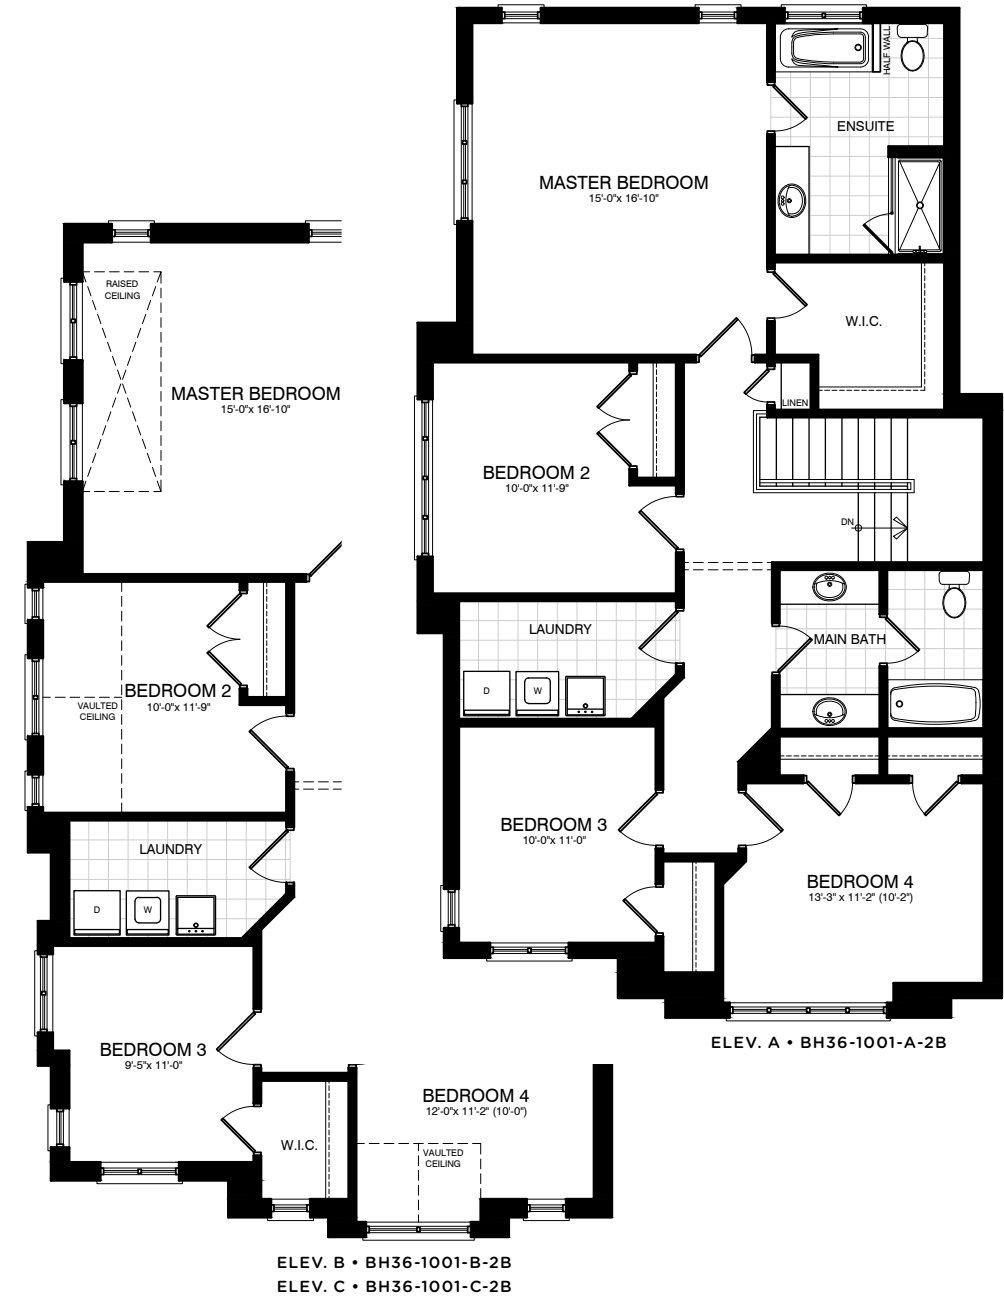 HALF WALL
ENSUITE
MASTER BEDROOM
15'-0"x 16'-10"
W.I.C.
LINEN
BEDROOM 2
10'-0"x 11'-9"
DN
LAUNDRY
D
W
MAIN BATH
BEDROOM 3
10'-0"x 11'-0"
BEDROOM 4
13'-3" x 11'-2" (10'-2")
ELEV. A • BH36-1001-A-2B
RAISED
CEILING
MASTER BEDROOM
15'-0"x 16'-10"
BEDROOM 2
10'-0"x 11'-9"
VAULTED
CEILING
LAUNDRY
D
W
BEDROOM 3
9'-5"x 11'-0"
W.I.C.
BEDROOM 4
12'-0"x 11'-2" (10'-0")
VAULTED
CEILING
ELEV. B • BH36-1001-B-2B
ELEV. C • BH36-1001-C-2B